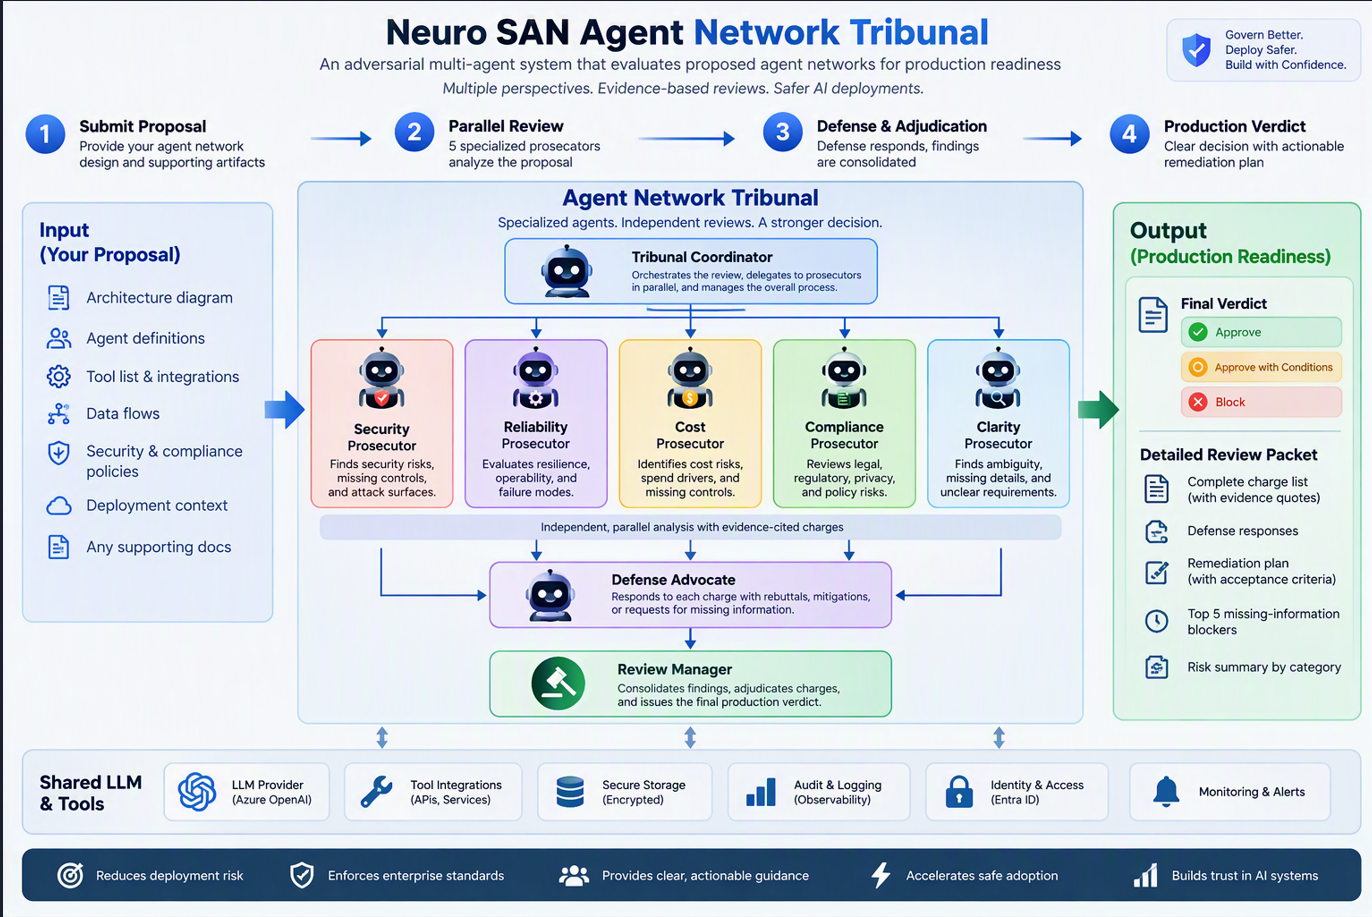 Neuro SAN Agent Network Tribunal
An adversarial multi-agent system that evaluates proposed agent networks for production readiness
Multiple perspectives. Evidence-based reviews. Safer AI deployments.
Govern Better.
Deploy Safer.
Build with Confidence.
1
Submit Proposal
Provide your agent network
design and supporting artifacts
2
Parallel Review
5 specialized prosecators
analyze the proposal
3
Defense & Adjudication
Defense responds, findings
are consolidated
4
Production Verdict
Clear decision with actionable
remediation plan
Input
(Your Proposal)
Architecture diagram
Agent definitions
Tool list & integrations
Data flows
Security & compliance
policies
Deployment context
Any supporting docs
Agent Network Tribunal
Specialized agents. Independent reviews. A stronger decision.
Tribunal Coordinator
Orchestrates the review, delegates to prosecutors
in parallel, and manages the overall process.
Security
Prosecutor
Finds security risks,
missing controls,
and attack surfaces.
Reliability
Prosecutor
Evaluates resilience,
operability, and
failure modes.
$
Cost
Prosecutor
Identifies cost risks,
spend drivers, and
missing controls.
Compliance
Prosecutor
Reviews legal,
regulatory, privacy,
and policy risks.
Clarity
Prosecutor
Finds ambiguity,
missing details, and
unclear requirements.
Independent, parallel analysis with evidence-cited charges
Defense Advocate
Responds to each charge with rebuttals, mitigations,
or requests for missing information.
Review Manager
Consolidates findings, adjudicates charges,
and issues the final production verdict.
Output
(Production Readiness)
Final Verdict
Approve
Approve with Conditions
Block
Detailed Review Packet
Complete charge list
(with evidence quotes)
Defense responses
Remediation plan
(with acceptance criteria)
Top 5 missing-information
blockers
Risk summary by category
Shared LLM
& Tools
LLM Provider
(Azure OpenAI)
Tool Integrations
(APIs, Services)
Secure Storage
(Encrypted)
Audit & Logging
(Observability)
Identity & Access
(Entra ID)
Monitoring & Alerts
Reduces deployment risk
Enforces enterprise standards
Provides clear, actionable guidance
Accelerates safe adoption
Builds trust in AI systems